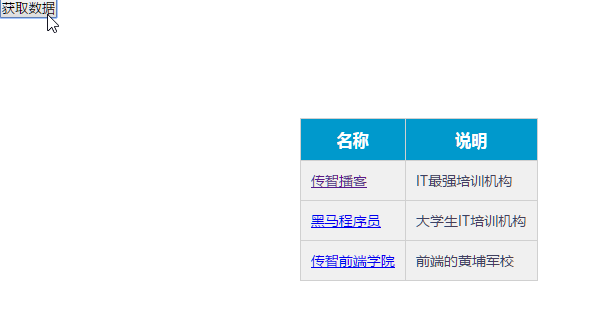 获取数据
名称 说明
传智播客 IT最强培训机构
黑马程序员 大学生IT培训机构
传智前端学院 前端的黄埔军校